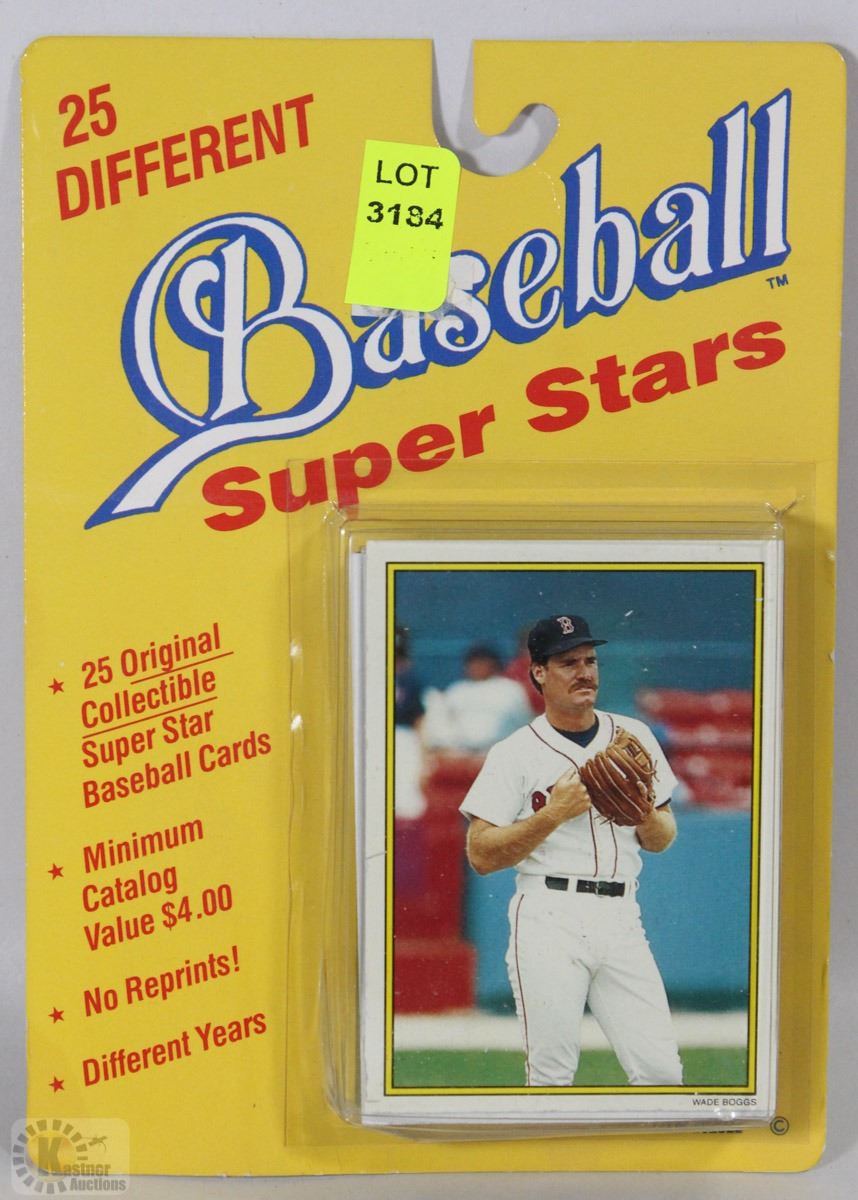 25
DIFFERENT
LOT
3184
Baseball
TM
Super Stars
★ 25 Original
Collectible
Super Star
Baseball Cards
★ Minimum
Catalog
Value $4.00
★ No Reprints!
★ Different Years
B
WADE BOGGS
©
Kastner
Auctions